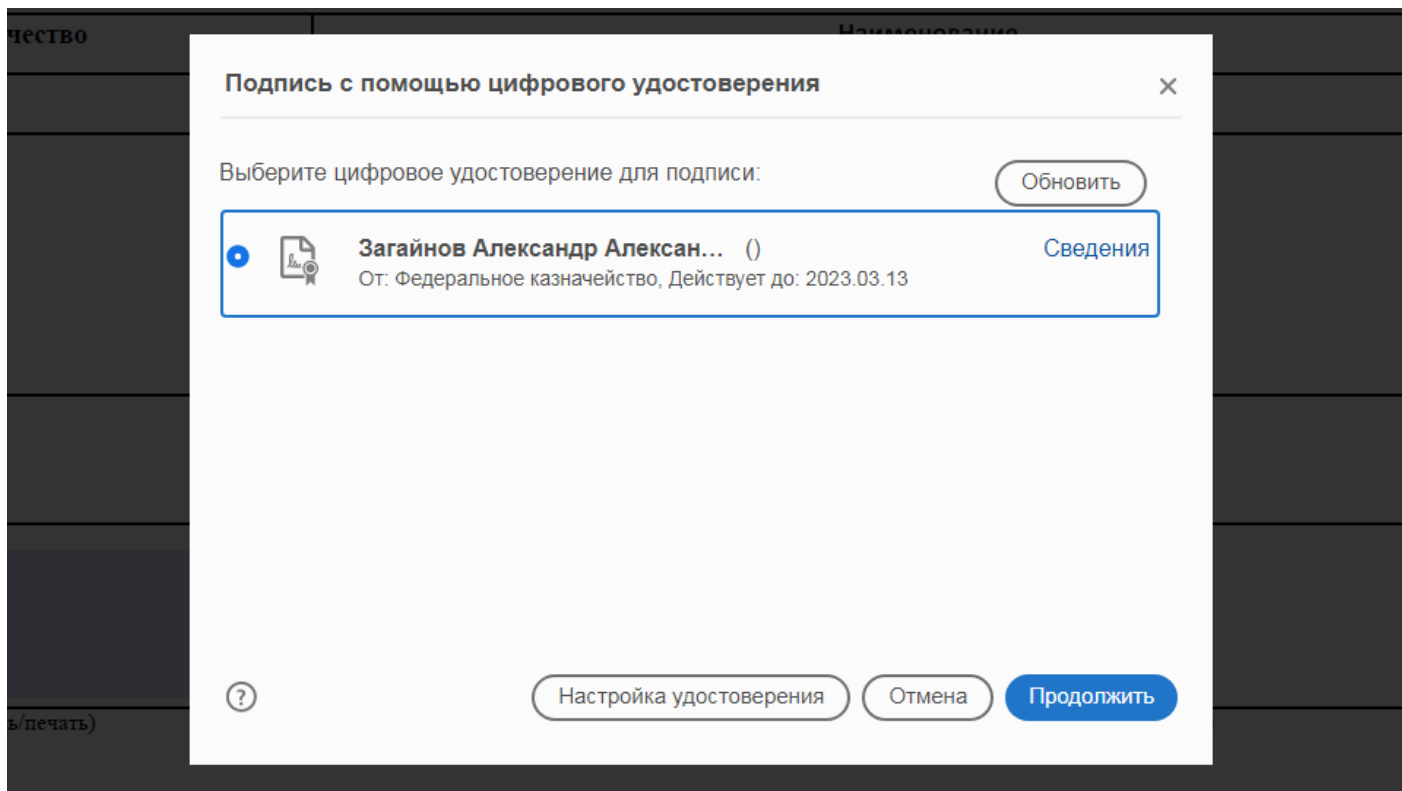 чество
Наименование
Подпись с помощью цифрового удостоверения
Выберите цифровое удостоверение для подписи:
Обновить
Загайнов Александр Алексан... ()
Сведения
От: Федеральное казначейство, Действует до: 2023.03.13
?
Настройка удостоверения
Отмена
Продолжить
ь/печать)